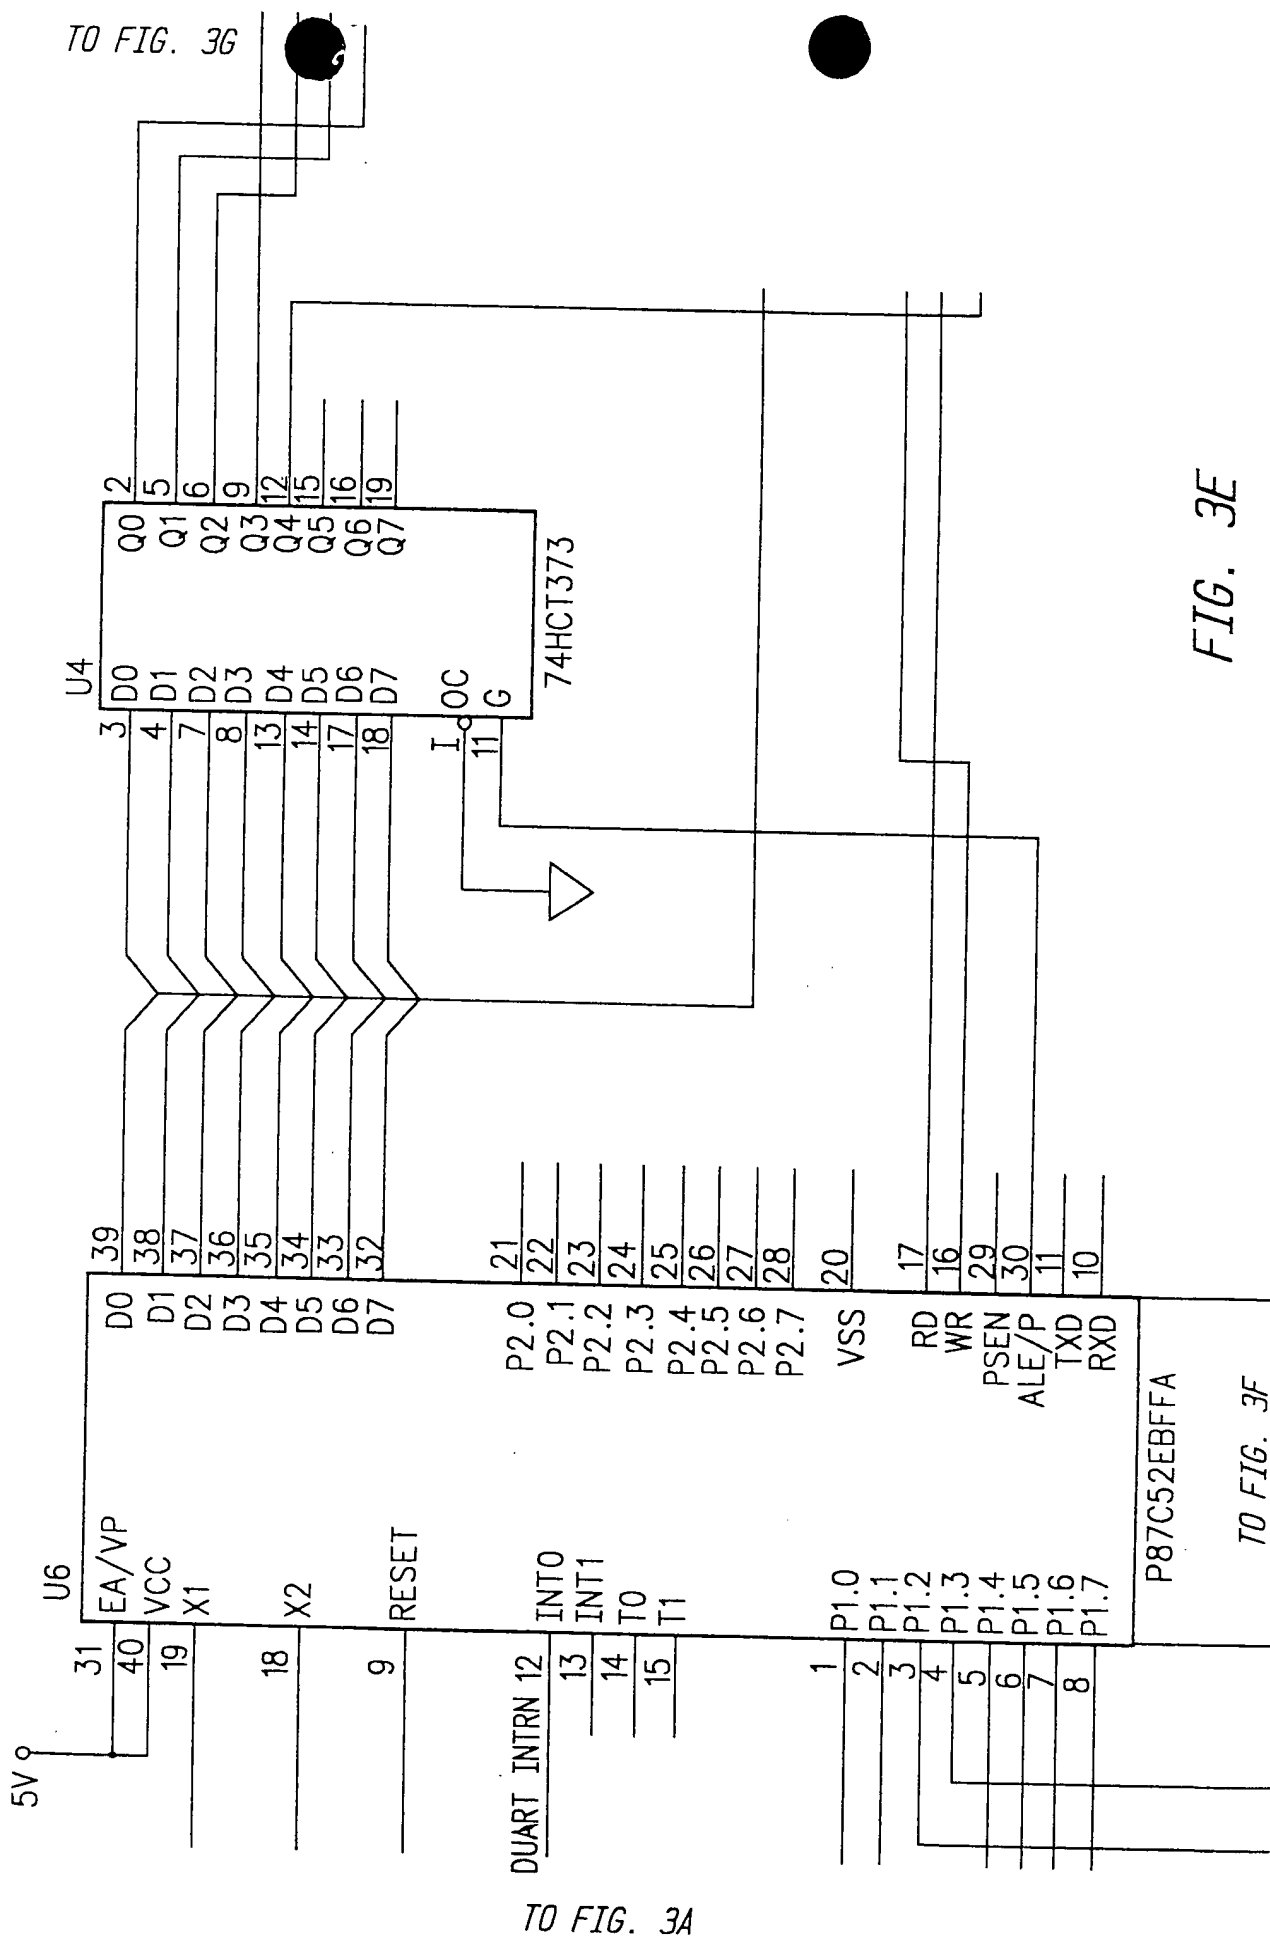 TO FIG. 3G
U4
3 D0
4 D1
7 D2
8 D3
13 D4
14 D5
17 D6
18 D7
1 OC
11 G
Q0 2
Q1 5
Q2 6
Q3 9
Q4 12
Q5 15
Q6 16
Q7 19
74HCT373
FIG. 3E
5V
U6
31 EA/VP
40 VCC
19 X1
18 X2
9 RESET
DUART INTRN 12 INT0
13 INT1
14 T0
15 T1
1 P1.0
2 P1.1
3 P1.2
4 P1.3
5 P1.4
6 P1.5
7 P1.6
8 P1.7
D0 39
D1 38
D2 37
D3 36
D4 35
D5 34
D6 33
D7 32
P2.0 21
P2.1 22
P2.2 23
P2.3 24
P2.4 25
P2.5 26
P2.6 27
P2.7 28
VSS 20
RD 17
WR 16
PSEN 29
ALE/P 30
TXD 11
RXD 10
P87C52EBFFA
TO FIG. 3F
TO FIG. 3A